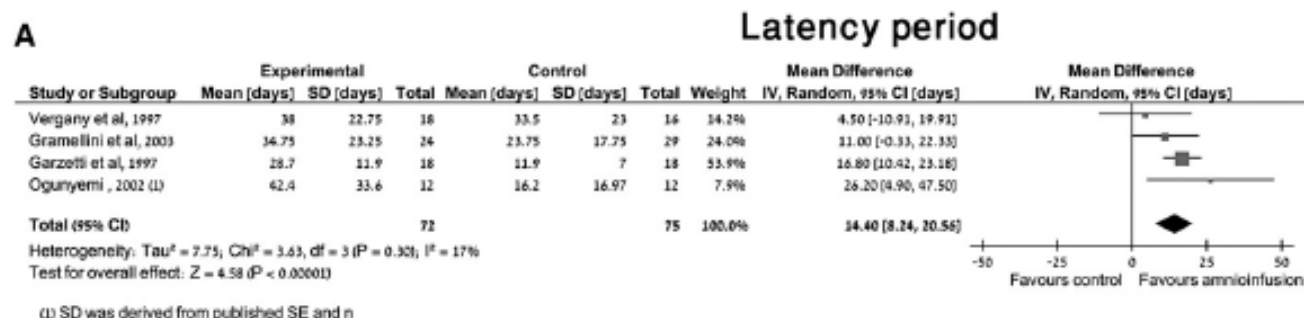 A
Latency period
Experimental Control Mean Difference Mean Difference
Study or Subgroup Mean [days] SD [days] Total Mean [days] SD [days] Total Weight IV, Random, 95% CI [days] IV, Random, 95% CI [days]
Vergany et al, 1997 38 22.75 18 33.5 23 16 14.2% 4.50 [-10.91, 19.91]
Gramellini et al, 2003 34.75 23.25 24 23.75 17.75 29 24.0% 11.00 [-0.33, 22.33]
Garzetti et al, 1997 28.7 11.9 18 11.9 7 18 53.9% 16.80 [10.42, 23.18]
Ogunyemi , 2002 (1) 42.4 33.6 12 16.2 16.97 12 7.9% 26.20 [4.90, 47.50]
Total (95% CI) 72 75 100.0% 14.40 [8.24, 20.56]
Heterogeneity: Tau² = 7.75; Chi² = 3.63, df = 3 (P = 0.30); I² = 17%
Test for overall effect: Z = 4.58 (P < 0.00001)
-50 -25 0 25 50
Favours control Favours amnioinfusion
(1) SD was derived from published SE and n